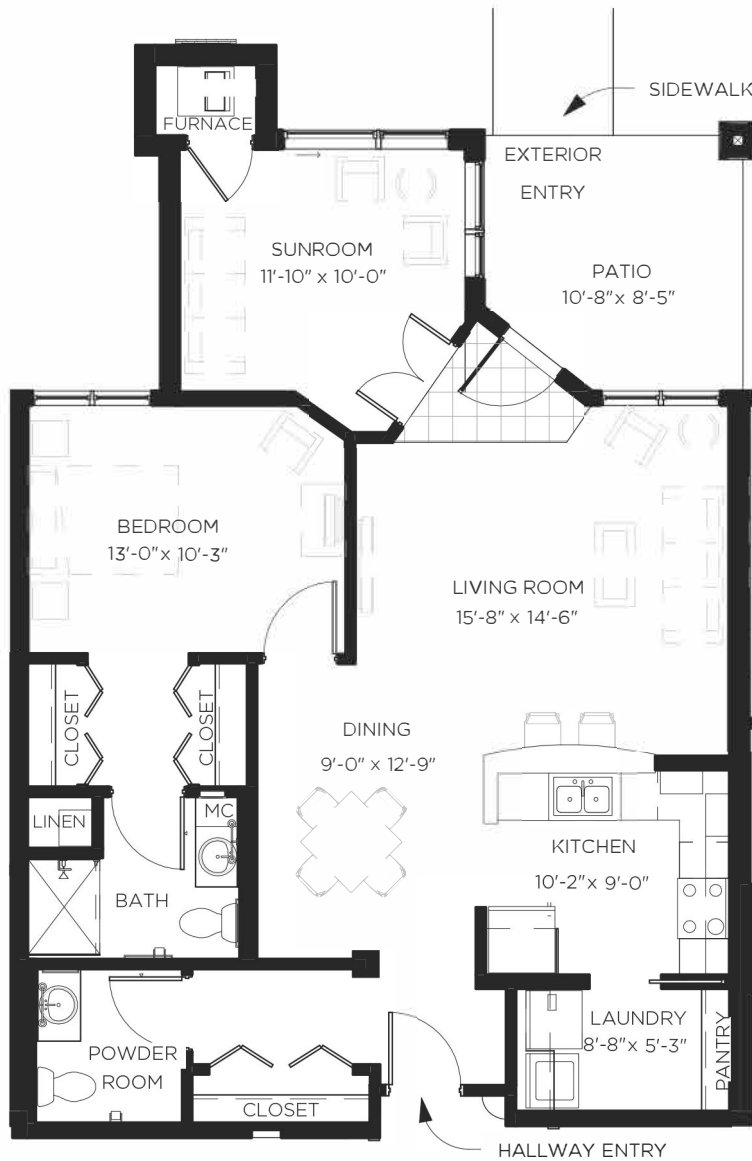 SIDEWALK
FURNACE
EXTERIOR
ENTRY
SUNROOM
11'-10" x 10'-0"
PATIO
10'-8" x 8'-5"
BEDROOM
13'-0" x 10'-3"
LIVING ROOM
15'-8" x 14'-6"
CLOSET
CLOSET
DINING
9'-0" x 12'-9"
LINEN
MC
KITCHEN
10'-2" x 9'-0"
BATH
LAUNDRY
8'-8" x 5'-3"
PANTRY
POWDER
ROOM
CLOSET
HALLWAY ENTRY